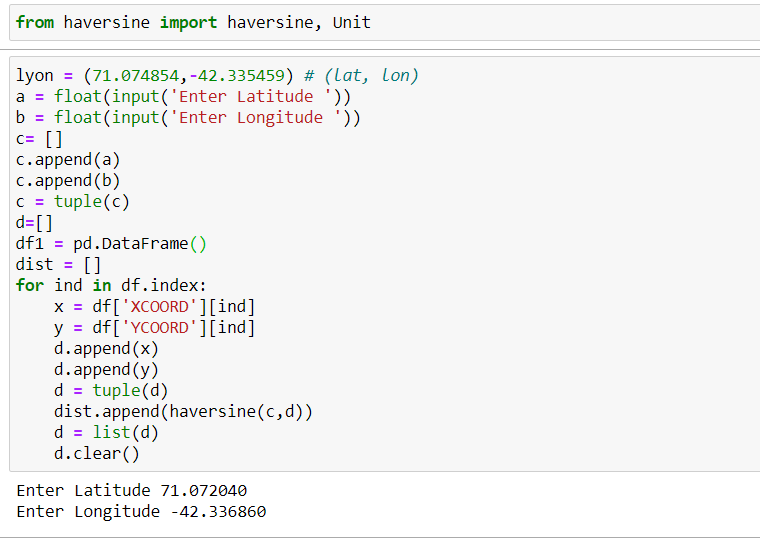 from haversine import haversine, Unit
lyon = (71.074854,-42.335459) # (lat, lon)
a = float(input('Enter Latitude '))
b = float(input('Enter Longitude '))
c= []
c.append(a)
c.append(b)
c = tuple(c)
d=[]
df1 = pd.DataFrame()
dist = []
for ind in df.index:
    x = df['XCOORD'][ind]
    y = df['YCOORD'][ind]
    d.append(x)
    d.append(y)
    d = tuple(d)
    dist.append(haversine(c,d))
    d = list(d)
    d.clear()
Enter Latitude 71.072040
Enter Longitude -42.336860